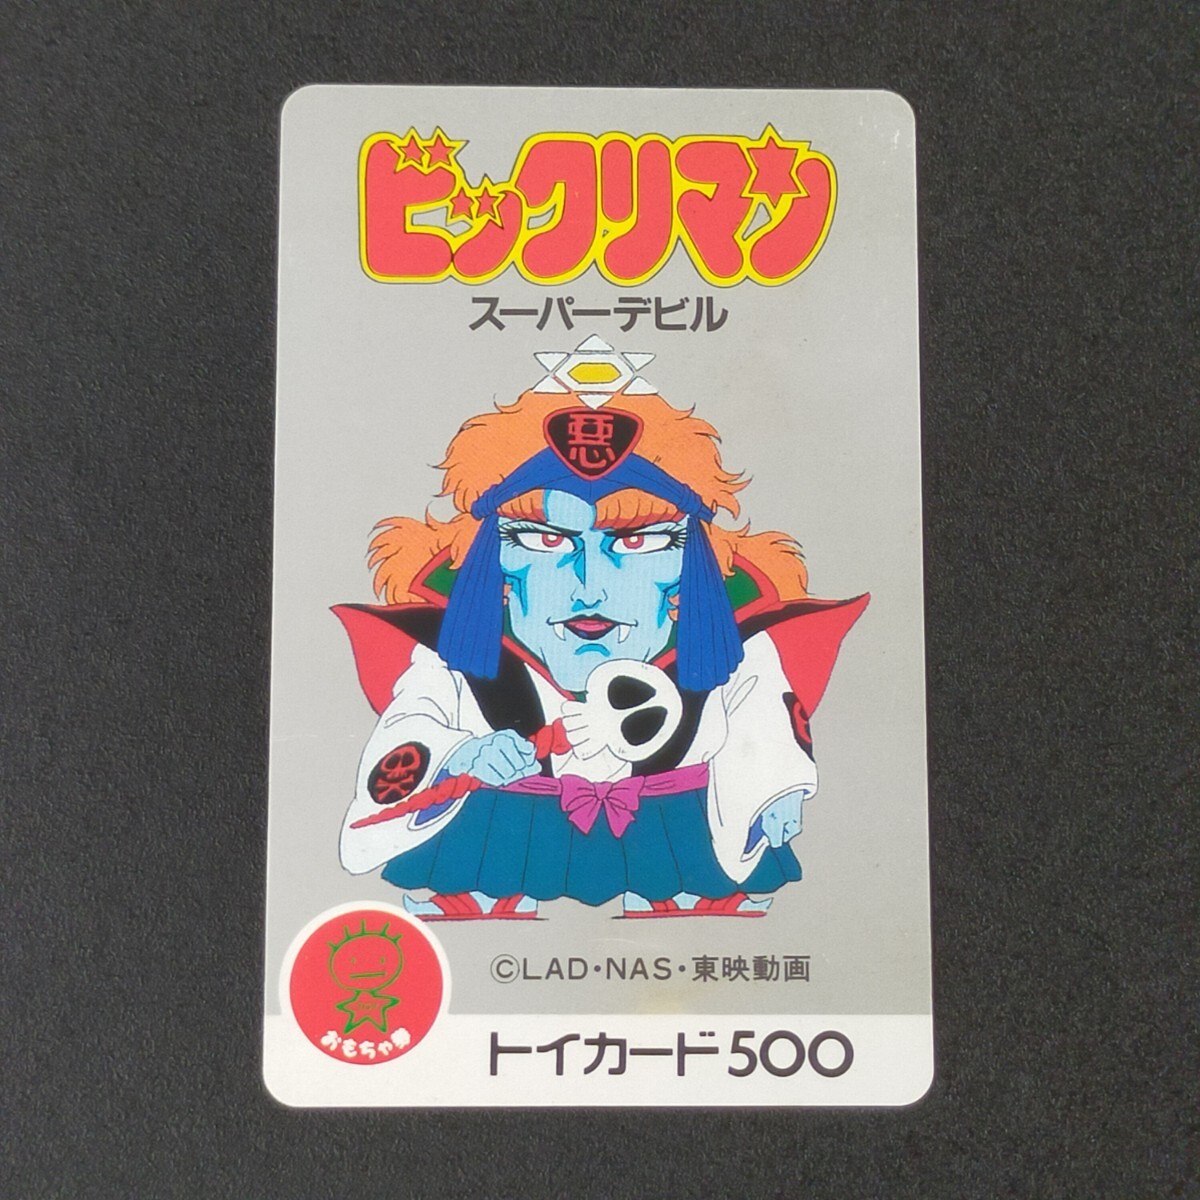 ビックリマン
スーパーデビル
惡
©LAD・NAS・東映動画
おもちゃ券
トイカード500